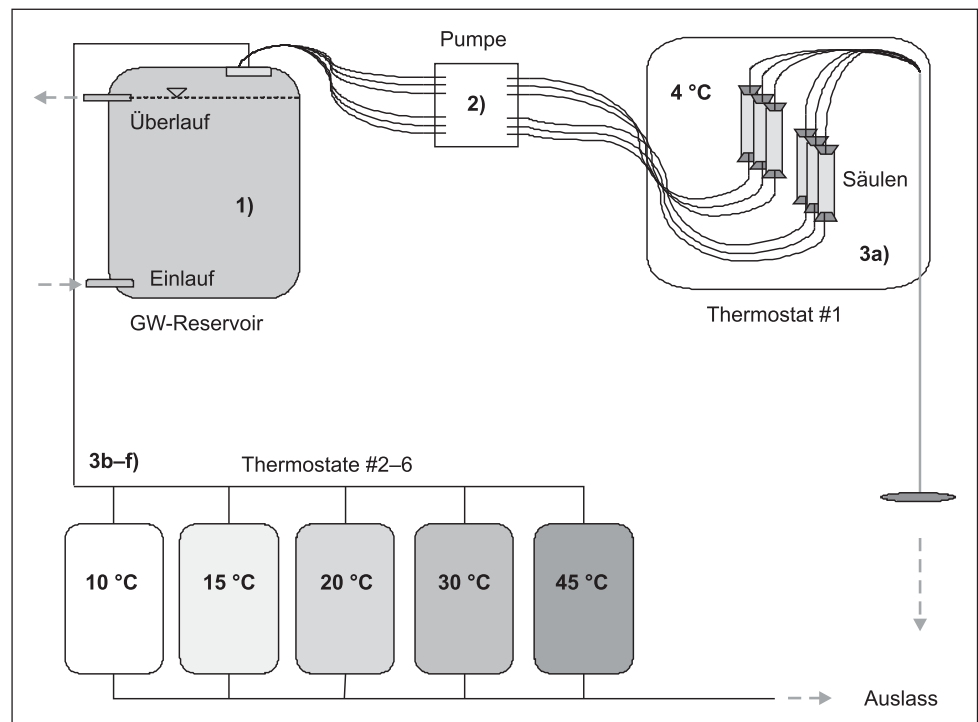 Pumpe
2)
4 °C
Überlauf
1)
Säulen
Einlauf
3a)
GW-Reservoir
Thermostat #1
3b–f)
Thermostate #2–6
10 °C
15 °C
20 °C
30 °C
45 °C
Auslass